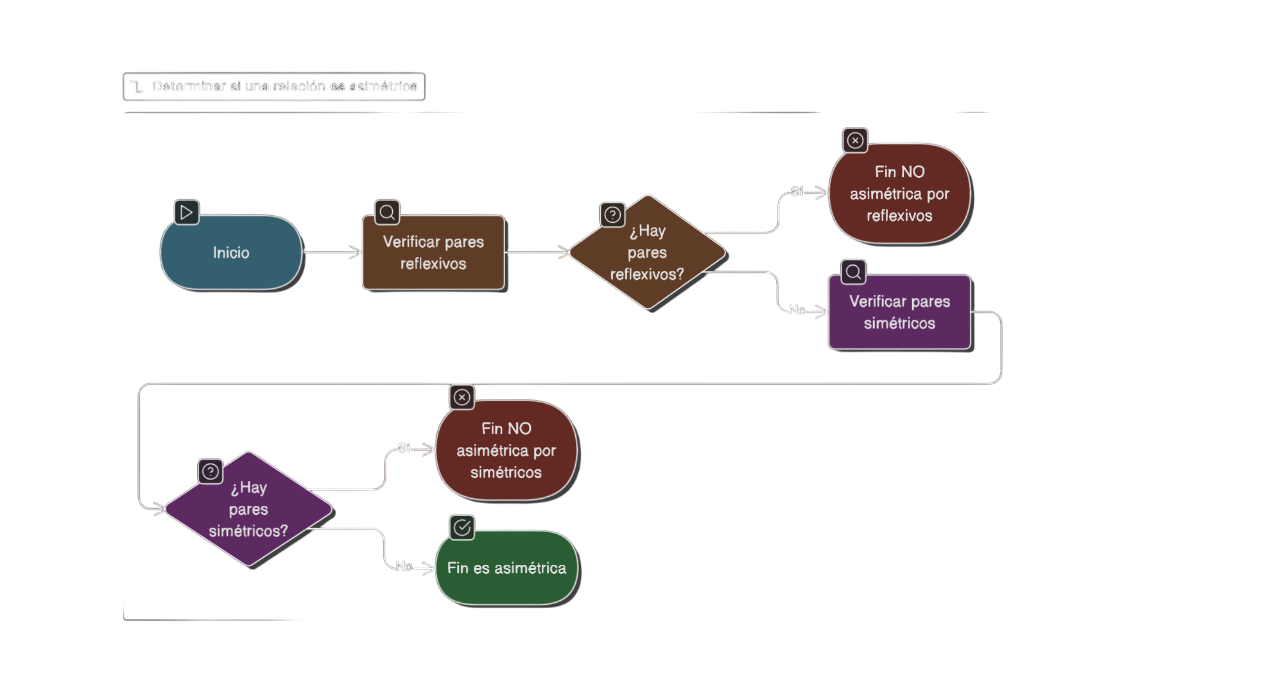 Determinar si una relación es asimétrica
Inicio
Verificar pares
reflexivos
¿Hay
pares
reflexivos?
Sí
Fin NO
asimétrica por
reflexivos
No
Verificar pares
simétricos
¿Hay
pares
simétricos?
Sí
Fin NO
asimétrica por
simétricos
No
Fin es asimétrica